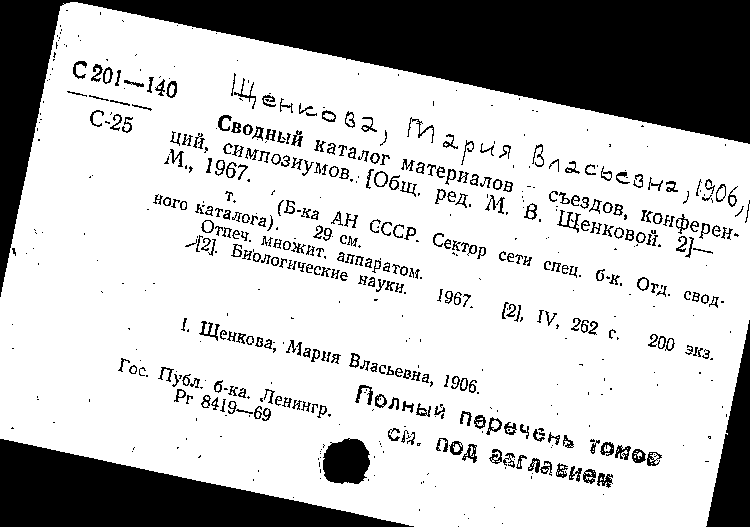 С 201—140
С-25
Щенкова, Мария Власьевна, 1906,
Сводный каталог материалов съездов, конферен-
ций, симпозиумов. [Общ. ред. М. В. Щенковой. 2]—
М., 1967.
т. (Б-ка АН СССР. Сектор сети спец. б-к. Отд. свод-
ного каталога). 29 см.
Отпеч. множит. аппаратом.
[2]. Биологические науки. 1967. [2], IV, 262 с. 200 экз.
I. Щенкова, Мария Власьевна, 1906.
Гос. Публ. б-ка. Ленингр.
Рг 8419—69
Полный перечень томов
см. под заглавием